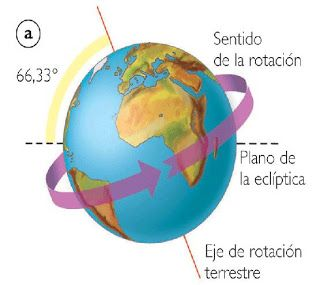 a
Sentido
de la rotación
66,33°
Plano de
la eclíptica
Eje de rotación
terrestre